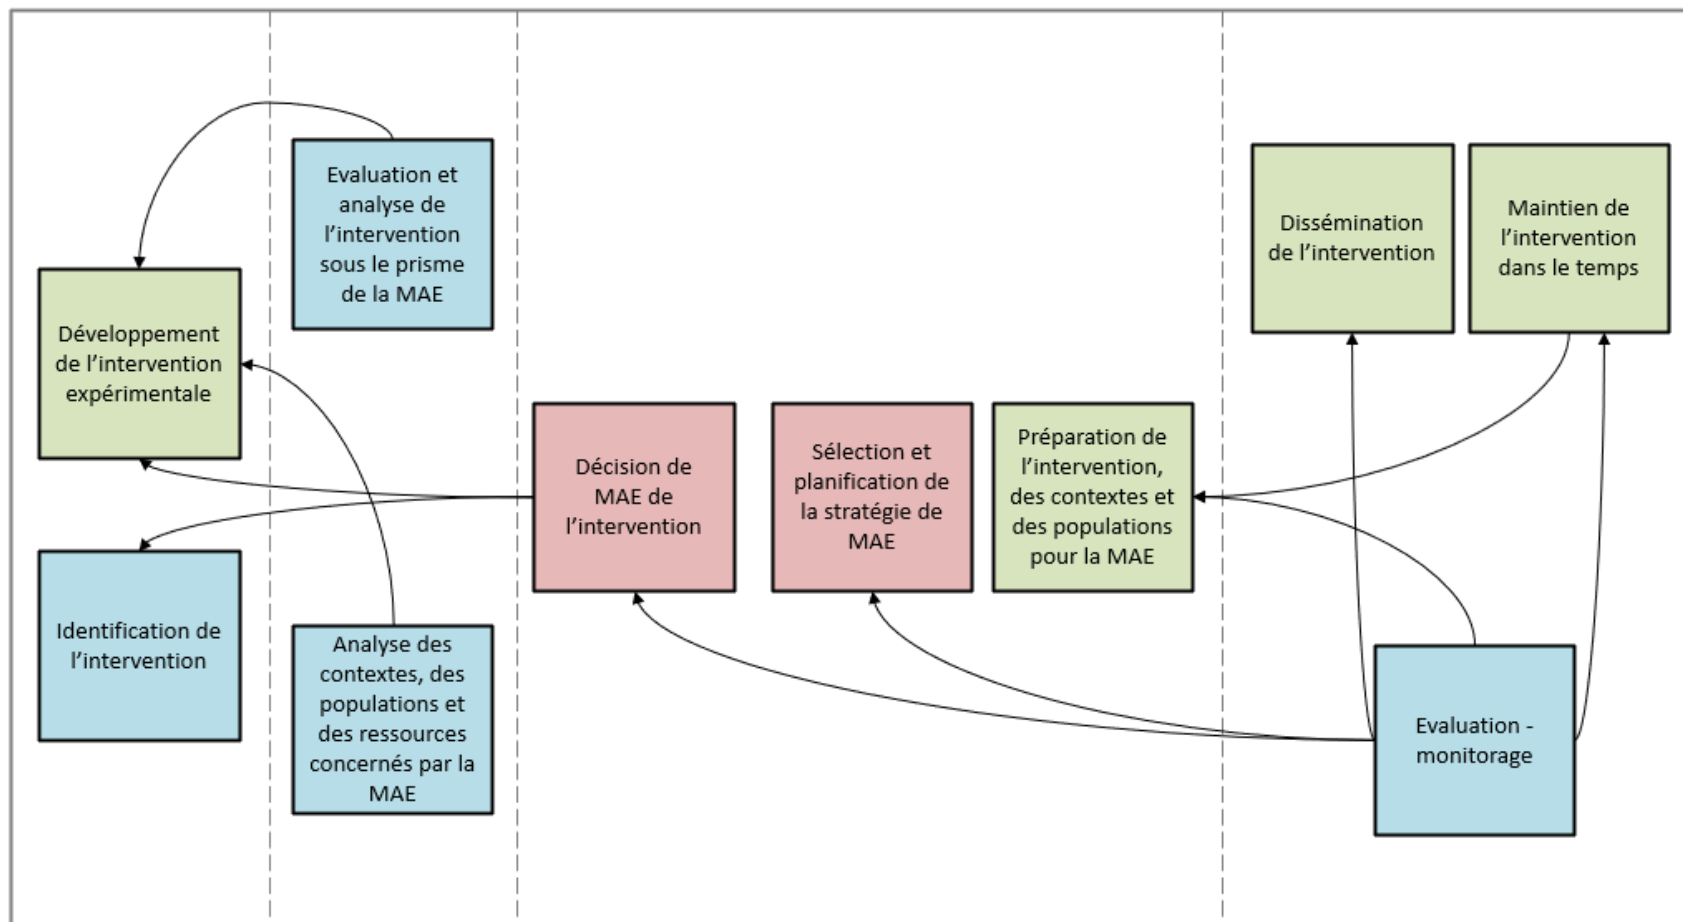 Développement
de l’intervention
expérimentale
Identification de
l’intervention
Evaluation et
analyse de
l’intervention
sous le prisme
de la MAE
Analyse des
contextes, des
populations et
des ressources
concernés par la
MAE
Décision de
MAE de
l’intervention
Sélection et
planification de
la stratégie de
MAE
Préparation de
l’intervention,
des contextes et
des populations
pour la MAE
Dissémination
de l’intervention
Maintien de
l’intervention
dans le temps
Evaluation -
monitorage